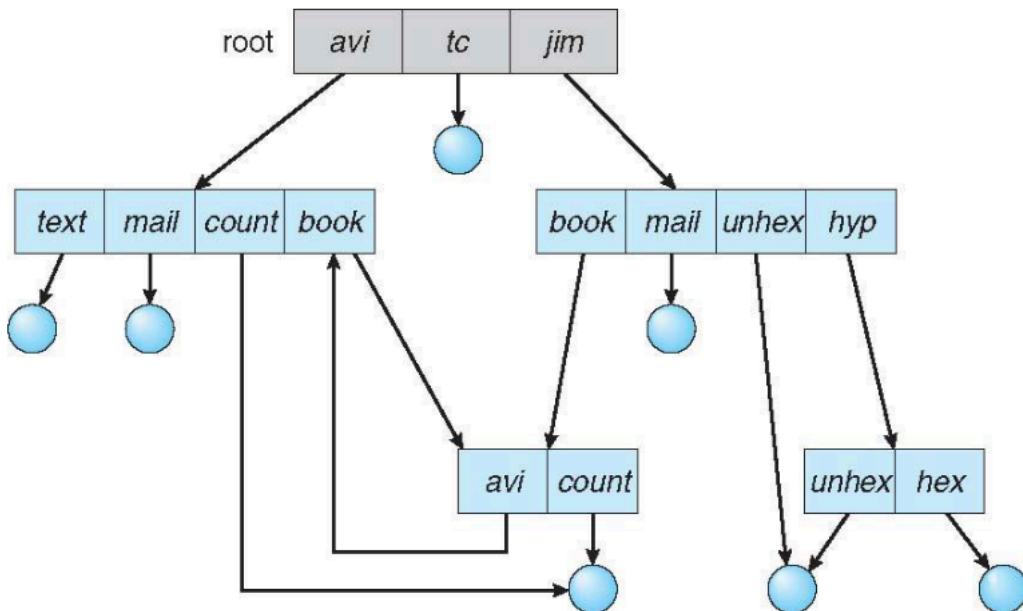 root avi tc jim
text mail count book book mail unhex hyp
avi count unhex hex